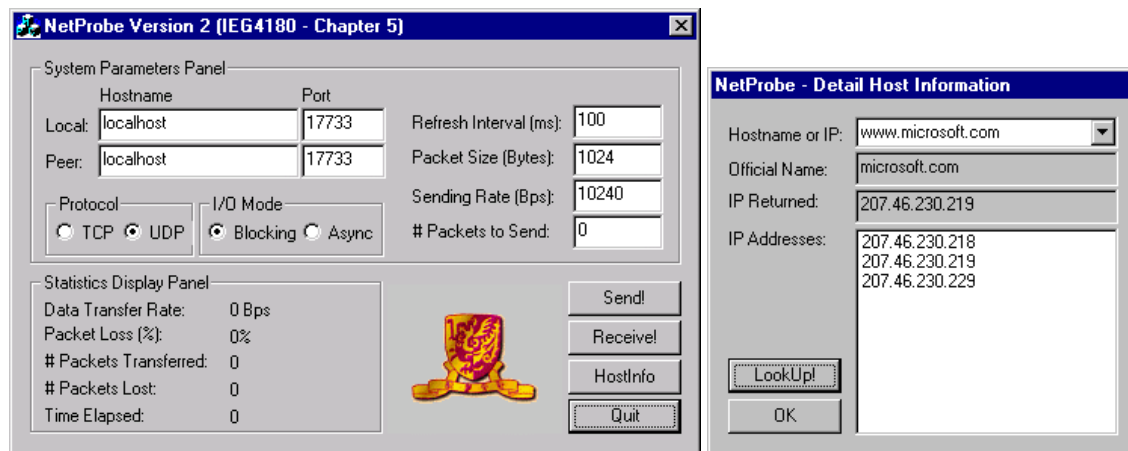 NetProbe Version 2 (IEG4180 - Chapter 5)
System Parameters Panel
Hostname Port
Local: localhost 17733
Peer: localhost 17733
Refresh Interval (ms): 100
Packet Size (Bytes): 1024
Sending Rate (Bps): 10240
# Packets to Send: 0
Protocol
TCP UDP
I/O Mode
Blocking Async
Statistics Display Panel
Data Transfer Rate: 0 Bps
Packet Loss (%): 0%
# Packets Transferred: 0
# Packets Lost: 0
Time Elapsed: 0
Send!
Receive!
HostInfo
Quit
NetProbe - Detail Host Information
Hostname or IP: www.microsoft.com
Official Name: microsoft.com
IP Returned: 207.46.230.219
IP Addresses: 207.46.230.218
207.46.230.219
207.46.230.229
LookUp!
OK